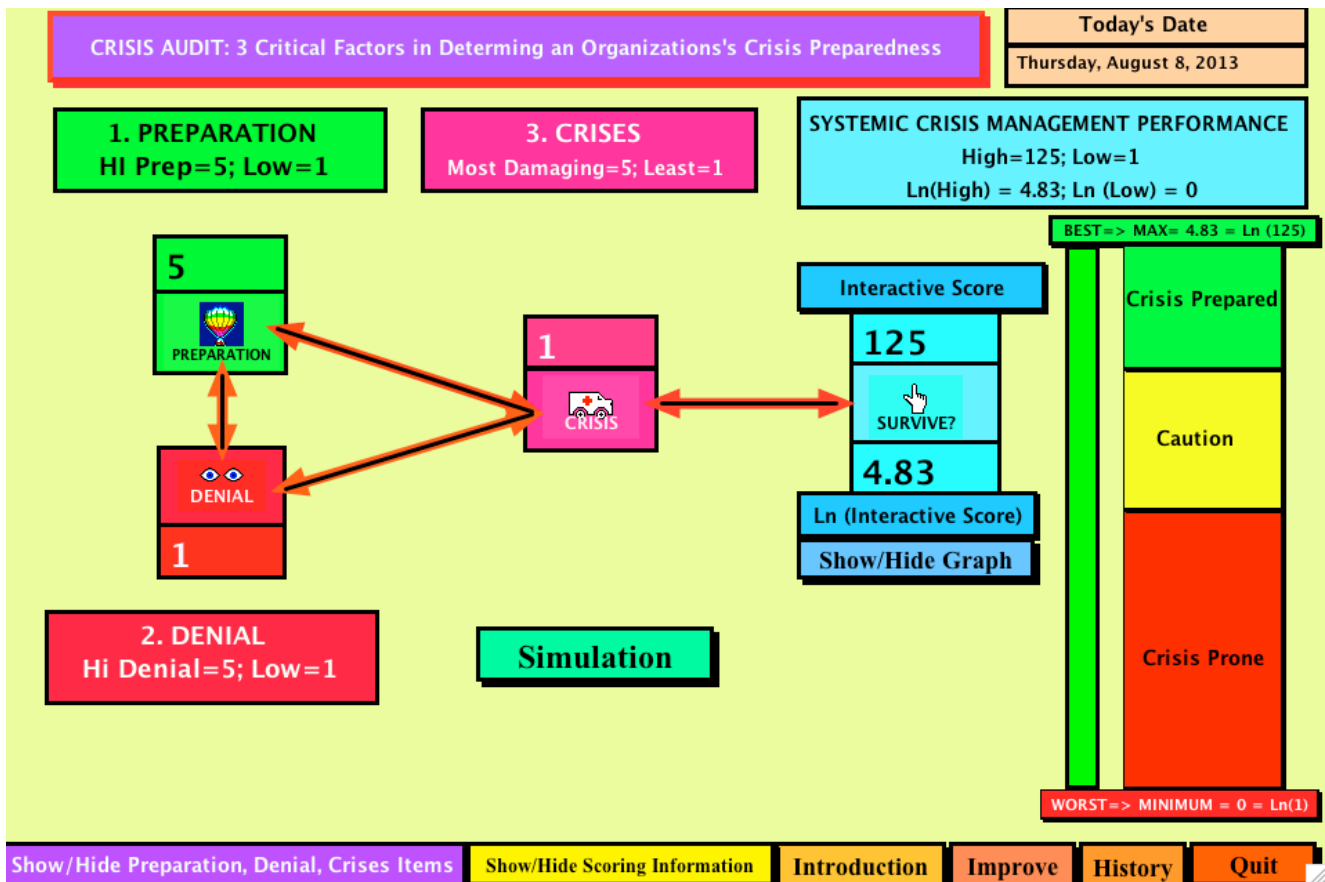 CRISIS AUDIT: 3 Critical Factors in Determing an Organizations's Crisis Preparedness
Today's Date
Thursday, August 8, 2013
1. PREPARATION
HI Prep=5; Low=1
3. CRISES
Most Damaging=5; Least=1
SYSTEMIC CRISIS MANAGEMENT PERFORMANCE
High=125; Low=1
Ln(High) = 4.83; Ln (Low) = 0
BEST=> MAX= 4.83 = Ln (125)
5
PREPARATION
1
CRISIS
DENIAL
1
Interactive Score
125
SURVIVE?
4.83
Ln (Interactive Score)
Show/Hide Graph
Crisis Prepared
Caution
Crisis Prone
2. DENIAL
Hi Denial=5; Low=1
Simulation
WORST=> MINIMUM = 0 = Ln(1)
Show/Hide Preparation, Denial, Crises Items
Show/Hide Scoring Information
Introduction
Improve
History
Quit